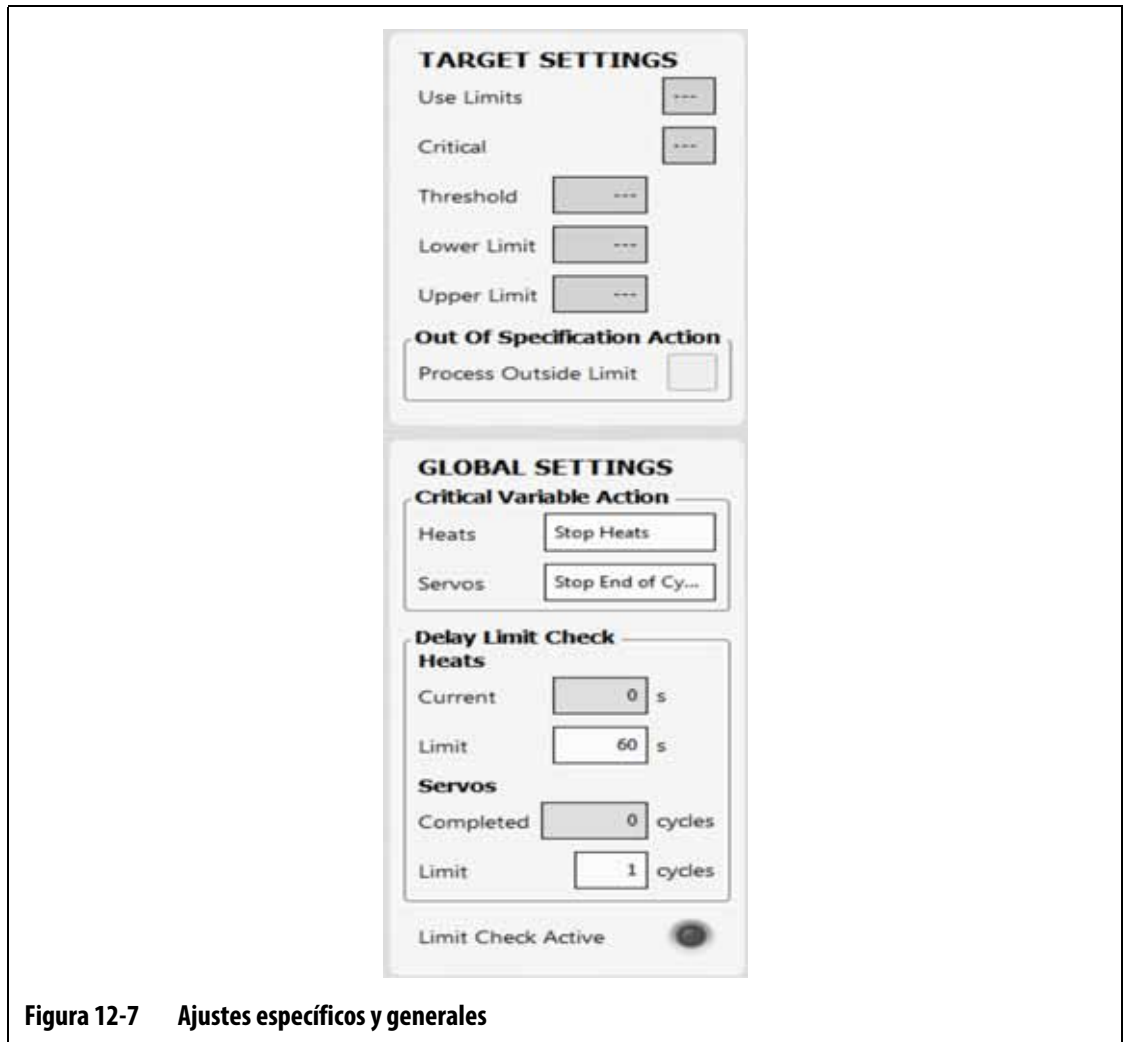 TARGET SETTINGS
Use Limits ---
Critical ---
Threshold ---
Lower Limit ---
Upper Limit ---
Out Of Specification Action
Process Outside Limit
GLOBAL SETTINGS
Critical Variable Action
Heats Stop Heats
Servos Stop End of Cy...
Delay Limit Check
Heats
Current 0 s
Limit 60 s
Servos
Completed 0 cycles
Limit 1 cycles
Limit Check Active
Figura 12-7 Ajustes específicos y generales